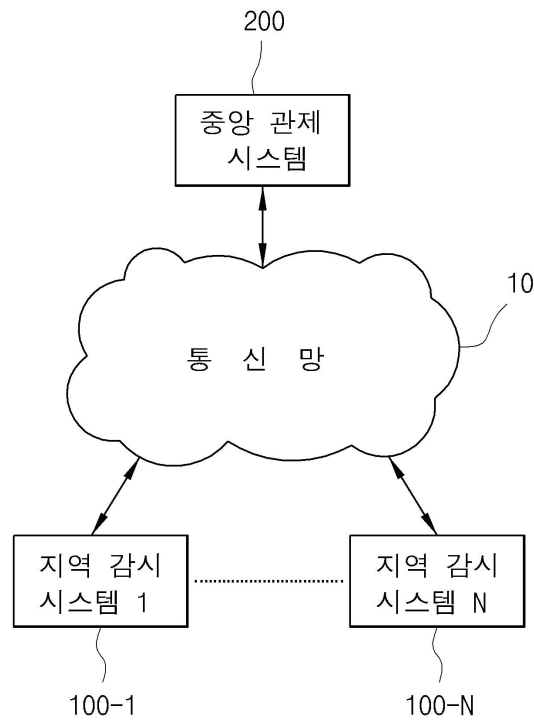 200
중앙 관제
시스템
10
통 신 망
지역 감시
시스템 1
지역 감시
시스템 N
100-1
100-N